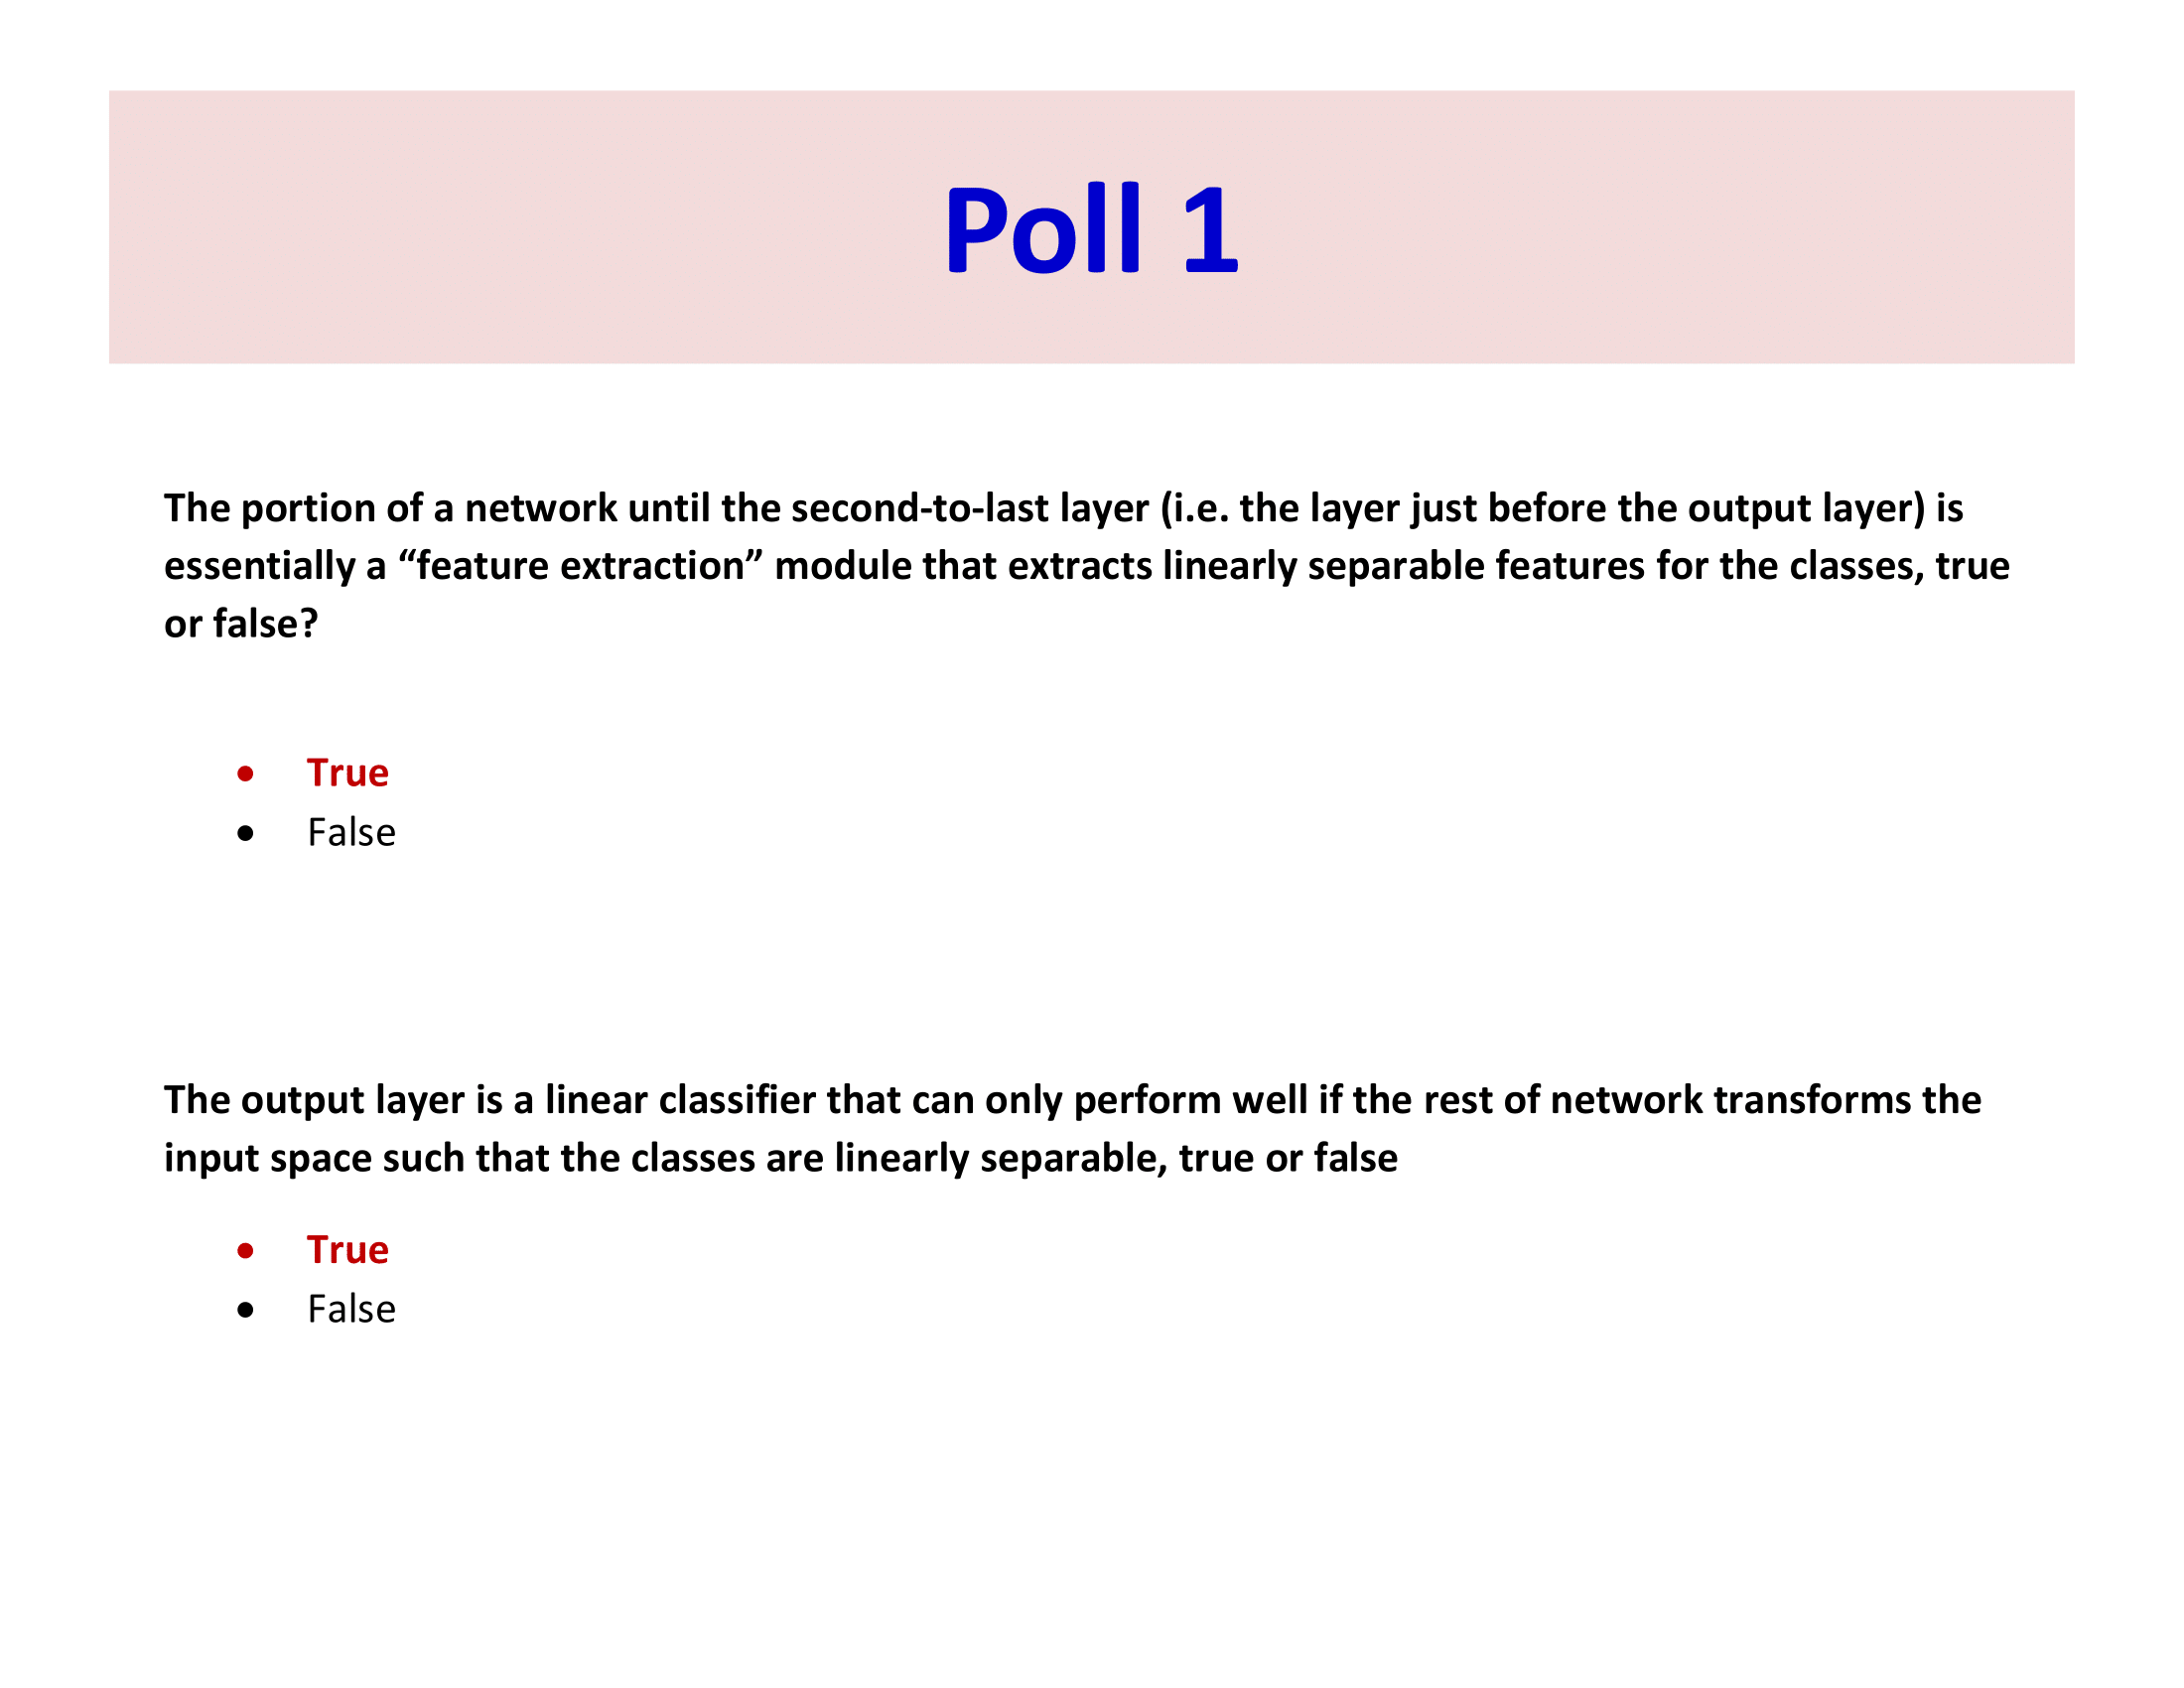 Poll 1
The portion of a network until the second-to-last layer (i.e. the layer just before the output layer) is
essentially a “feature extraction” module that extracts linearly separable features for the classes, true
or false?
• True
• False
The output layer is a linear classifier that can only perform well if the rest of network transforms the
input space such that the classes are linearly separable, true or false
• True
• False